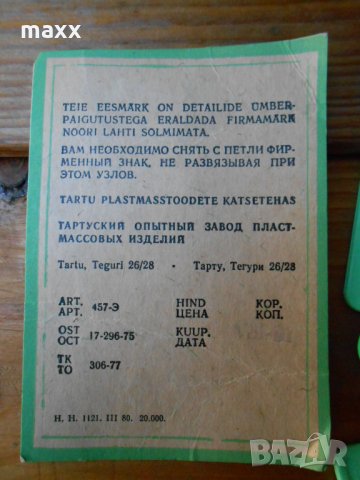 maxx
TEIE EESMÄRK ON DETAILIDE ÜMBER-
PAIGUTUSTEGA ERALDADA FIRMAMÄRK
NÖÖRI LAHTI SÕLMIMATA.
ВАМ НЕОБХОДИМО СНЯТЬ С ПЕТЛИ ФИР-
МЕННЫЙ ЗНАК, НЕ РАЗВЯЗЫВАЯ ПРИ
ЭТОМ УЗЛОВ.
TARTU PLASTMASSTOODETE KATSETEHAS
ТАРТУСКИЙ ОПЫТНЫЙ ЗАВОД ПЛАСТ-
МАССОВЫХ ИЗДЕЛИЙ
Tartu, Teguri 26/28 · Тарту, Тегури 26/28
ART. 457-Э HIND KOP.
АРТ. ЦЕНА КОП.
OST 17-296-75 KUUP.
ОСТ ДАТА
TK 306-77
ТО
H. H. 1121. III 80. 20.000.
BAZAR